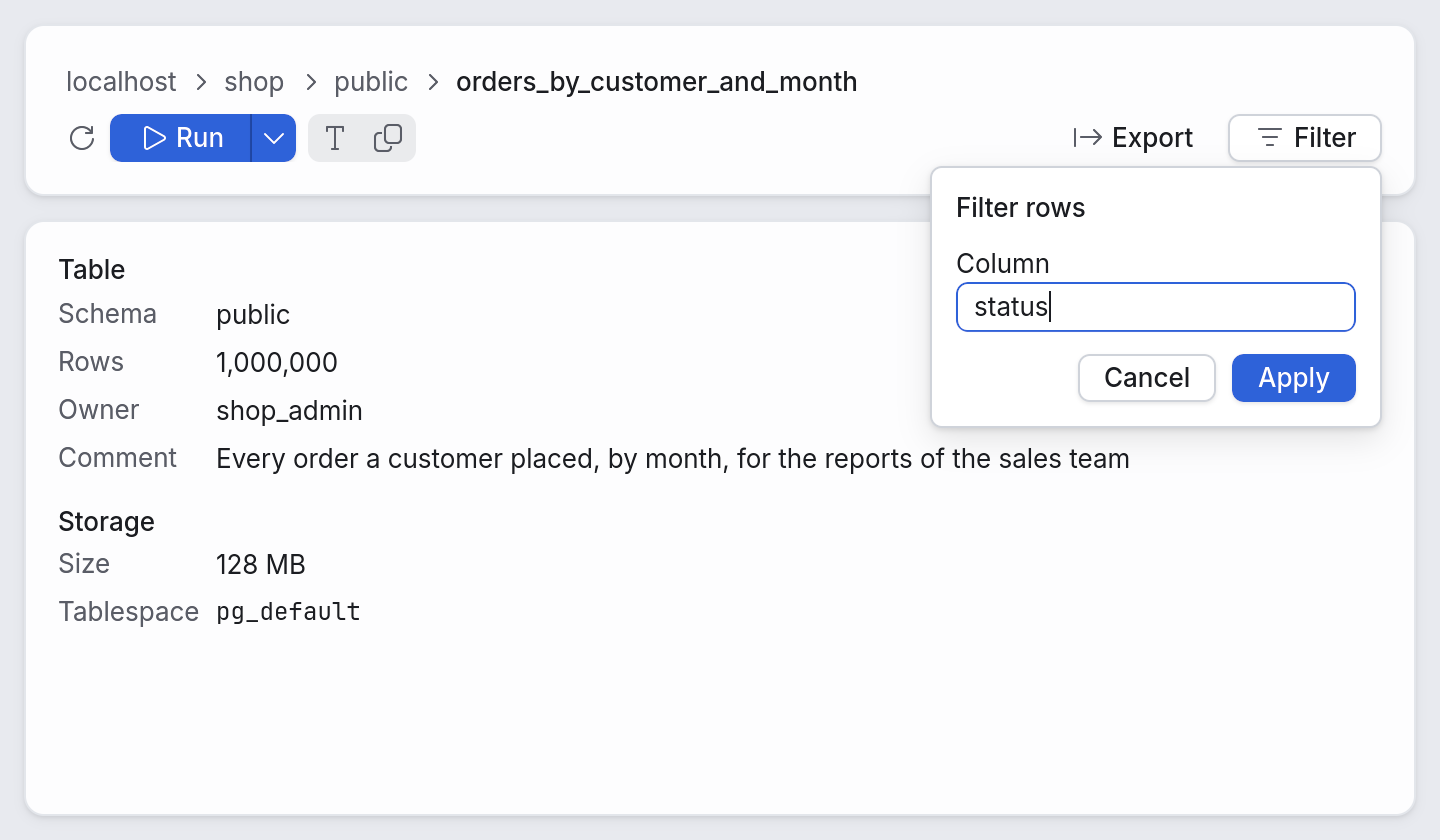 localhost > shop > public > orders_by_customer_and_month
Run
Export
Filter
Filter rows
Column
status
Cancel
Apply
Table
Schema public
Rows 1,000,000
Owner shop_admin
Comment Every order a customer placed, by month, for the reports of the sales team
Storage
Size 128 MB
Tablespace pg_default